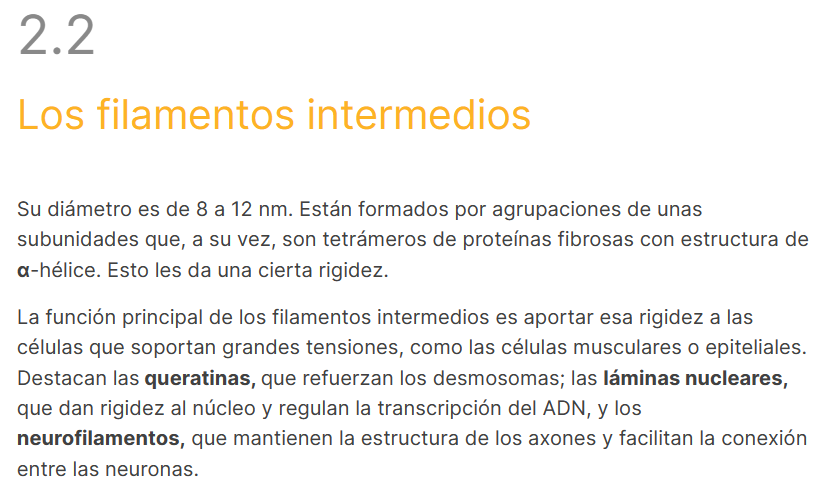 2.2
Los filamentos intermedios
Su diámetro es de 8 a 12 nm. Están formados por agrupaciones de unas
subunidades que, a su vez, son tetrámeros de proteínas fibrosas con estructura de
α-hélice. Esto les da una cierta rigidez.
La función principal de los filamentos intermedios es aportar esa rigidez a las
células que soportan grandes tensiones, como las células musculares o epiteliales.
Destacan las queratinas, que refuerzan los desmosomas; las láminas nucleares,
que dan rigidez al núcleo y regulan la transcripción del ADN, y los
neurofilamentos, que mantienen la estructura de los axones y facilitan la conexión
entre las neuronas.